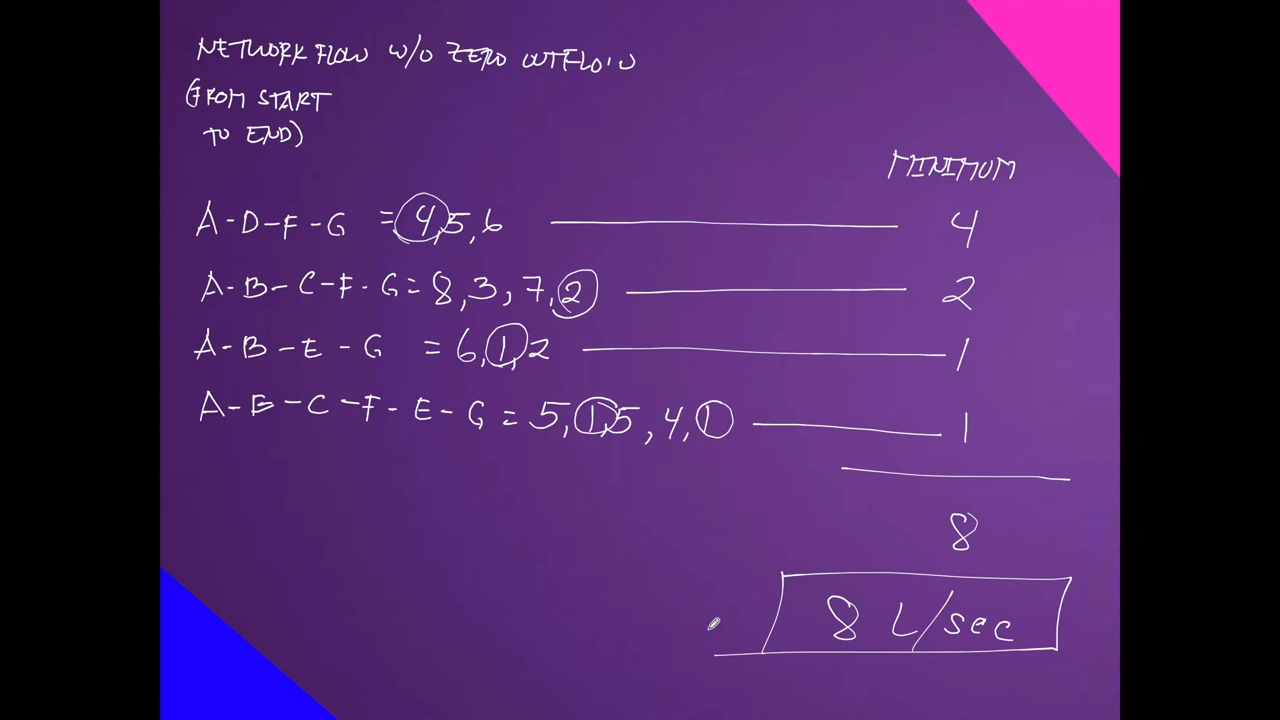 NETWORK FLOW W/O ZERO OUTFLOW
(FROM START
TO END)
MINIMUM
A-D-F-G = 4,5,6 4
A-B-C-F-G = 8,3,7,2 2
A-B-E-G = 6,1,2 1
A-B-C-F-E-G = 5,1,5,4,1 1
8
8 L/sec